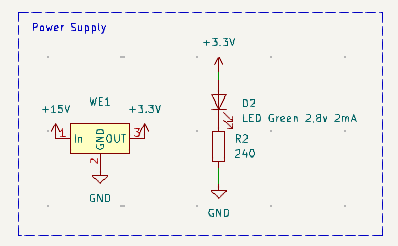 Power Supply
+3.3V
WE1
+15V
+3.3V
1
In
GND
OUT
3
2
GND
D2
LED Green 2.8v 2mA
R2
240
GND